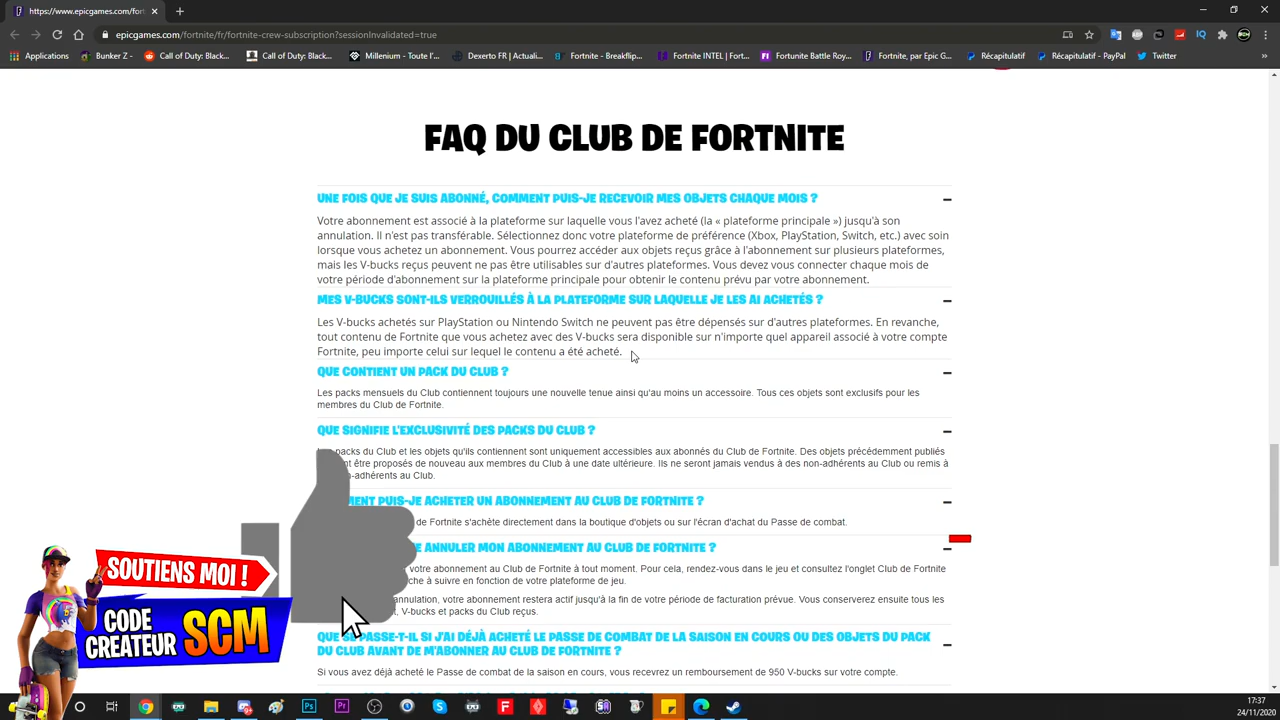 https://www.epicgames.com/fort
epicgames.com/fortnite/fr/fortnite-crew-subscription?sessionInvalidated=true
Applications
Bunker Z -
Call of Duty: Black...
Call of Duty: Black...
Millenium - Toute l'...
Dexerto FR | Actuali...
Fortnite - Breakflip...
Fortnite INTEL | Fort...
Fortunite Battle Roy...
Fortnite, par Epic G...
Récapitulatif
Récapitulatif - PayPal
Twitter
FAQ DU CLUB DE FORTNITE
UNE FOIS QUE JE SUIS ABONNÉ, COMMENT PUIS-JE RECEVOIR MES OBJETS CHAQUE MOIS ?
Votre abonnement est associé à la plateforme sur laquelle vous l'avez acheté (la « plateforme principale ») jusqu'à son
annulation. Il n'est pas transférable. Sélectionnez donc votre plateforme de préférence (Xbox, PlayStation, Switch, etc.) avec soin
lorsque vous achetez un abonnement. Vous pourrez accéder aux objets reçus grâce à l'abonnement sur plusieurs plateformes,
mais les V-bucks reçus peuvent ne pas être utilisables sur d'autres plateformes. Vous devez vous connecter chaque mois de
votre période d'abonnement sur la plateforme principale pour obtenir le contenu prévu par votre abonnement.
MES V-BUCKS SONT-ILS VERROUILLÉS À LA PLATEFORME SUR LAQUELLE JE LES AI ACHETÉS ?
Les V-bucks achetés sur PlayStation ou Nintendo Switch ne peuvent pas être dépensés sur d'autres plateformes. En revanche,
tout contenu de Fortnite que vous achetez avec des V-bucks sera disponible sur n'importe quel appareil associé à votre compte
Fortnite, peu importe celui sur lequel le contenu a été acheté.
QUE CONTIENT UN PACK DU CLUB ?
Les packs mensuels du Club contiennent toujours une nouvelle tenue ainsi qu'au moins un accessoire. Tous ces objets sont exclusifs pour les
membres du Club de Fortnite.
QUE SIGNIFIE L'EXCLUSIVITÉ DES PACKS DU CLUB ?
packs du Club et les objets qu'ils contiennent sont uniquement accessibles aux abonnés du Club de Fortnite. Des objets précédemment publiés
être proposés de nouveau aux membres du Club à une date ultérieure. Ils ne seront jamais vendus à des non-adhérents au Club ou remis à
adhérents au Club.
PUIS-JE ACHETER UN ABONNEMENT AU CLUB DE FORTNITE ?
de Fortnite s'achète directement dans la boutique d'objets ou sur l'écran d'achat du Passe de combat.
ANNULER MON ABONNEMENT AU CLUB DE FORTNITE ?
votre abonnement au Club de Fortnite à tout moment. Pour cela, rendez-vous dans le jeu et consultez l'onglet Club de Fortnite
à suivre en fonction de votre plateforme de jeu.
annulation, votre abonnement restera actif jusqu'à la fin de votre période de facturation prévue. Vous conserverez ensuite tous les
V-bucks et packs du Club reçus.
QUE SE PASSE-T-IL SI J'AI DÉJÀ ACHETÉ LE PASSE DE COMBAT DE LA SAISON EN COURS OU DES OBJETS DU PACK
DU CLUB AVANT DE M'ABONNER AU CLUB DE FORTNITE ?
Si vous avez déjà acheté le Passe de combat de la saison en cours, vous recevrez un remboursement de 950 V-bucks sur votre compte.
SOUTIENS MOI !
CODE
CREATEUR SCM
17:37
24/11/2020